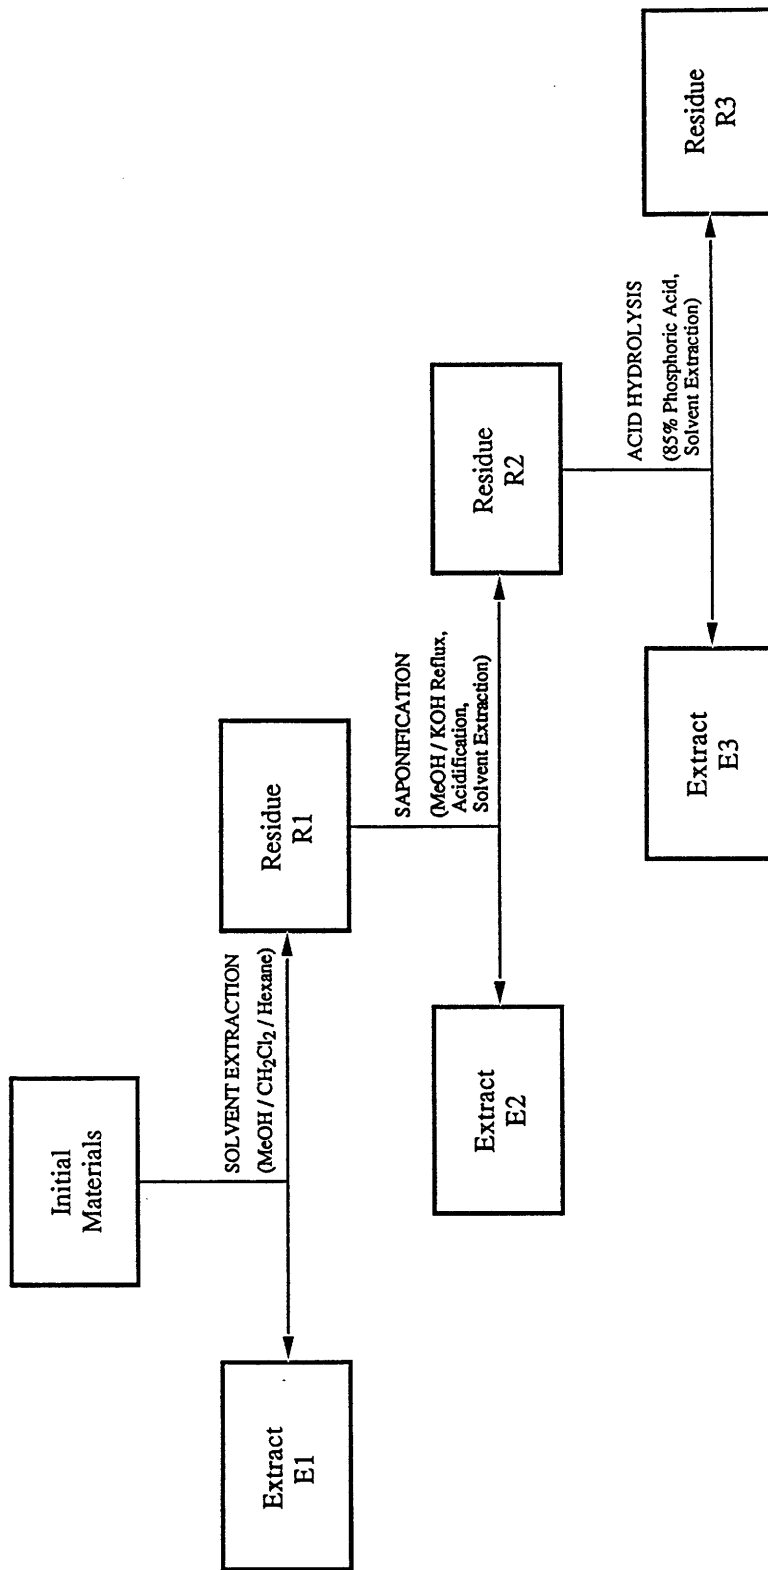 Initial
Materials
SOLVENT EXTRACTION
(MeOH / CH₂Cl₂ / Hexane)
Extract
E1
Residue
R1
SAPONIFICATION
(MeOH / KOH Reflux,
Acidification,
Solvent Extraction)
Extract
E2
Residue
R2
ACID HYDROLYSIS
(85% Phosphoric Acid,
Solvent Extraction)
Extract
E3
Residue
R3